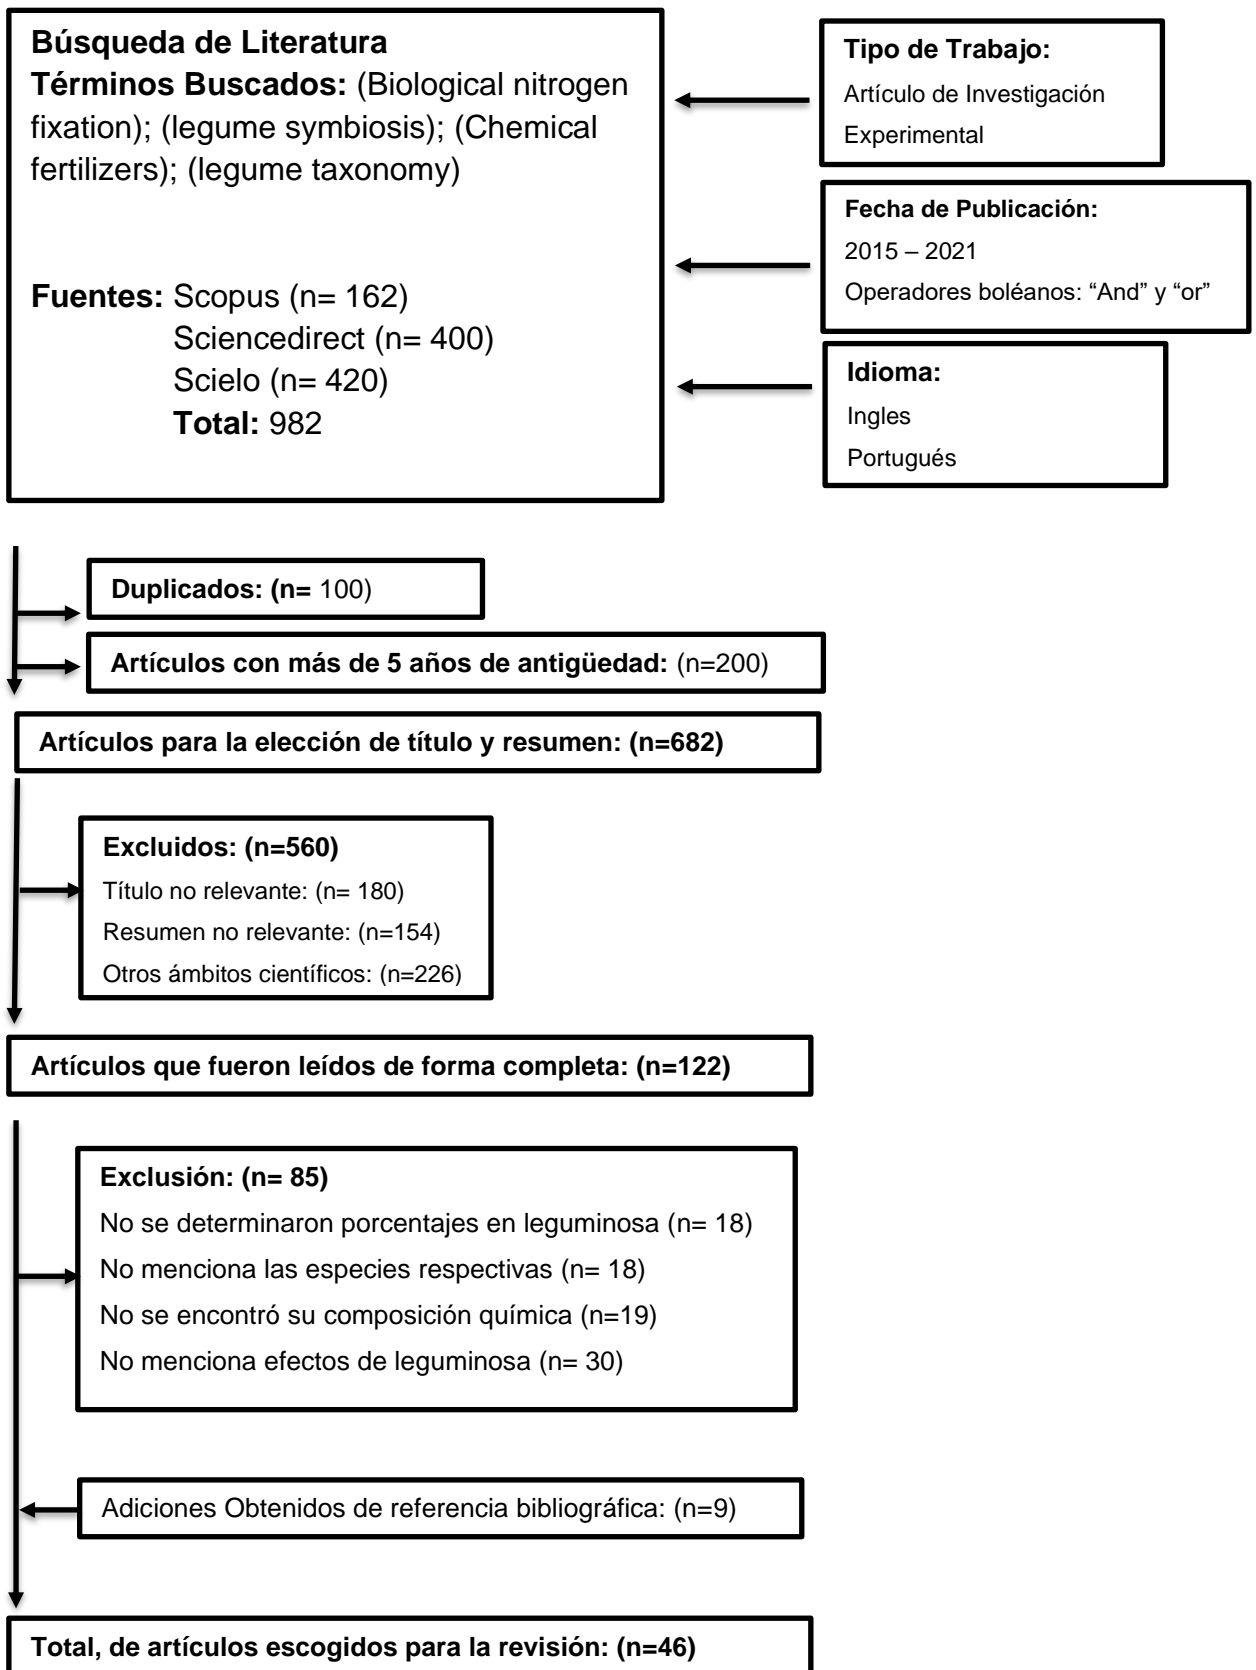 Búsqueda de Literatura
Términos Buscados: (Biological nitrogen
fixation); (legume symbiosis); (Chemical
fertilizers); (legume taxonomy)
Fuentes: Scopus (n= 162)
Sciencedirect (n= 400)
Scielo (n= 420)
Total: 982
Tipo de Trabajo:
Artículo de Investigación
Experimental
Fecha de Publicación:
2015 – 2021
Operadores boléanos: “And” y “or”
Idioma:
Ingles
Portugués
Duplicados: (n= 100)
Artículos con más de 5 años de antigüedad: (n=200)
Artículos para la elección de título y resumen: (n=682)
Excluidos: (n=560)
Título no relevante: (n= 180)
Resumen no relevante: (n=154)
Otros ámbitos científicos: (n=226)
Artículos que fueron leídos de forma completa: (n=122)
Exclusión: (n= 85)
No se determinaron porcentajes en leguminosa (n= 18)
No menciona las especies respectivas (n= 18)
No se encontró su composición química (n=19)
No menciona efectos de leguminosa (n= 30)
Adiciones Obtenidos de referencia bibliográfica: (n=9)
Total, de artículos escogidos para la revisión: (n=46)